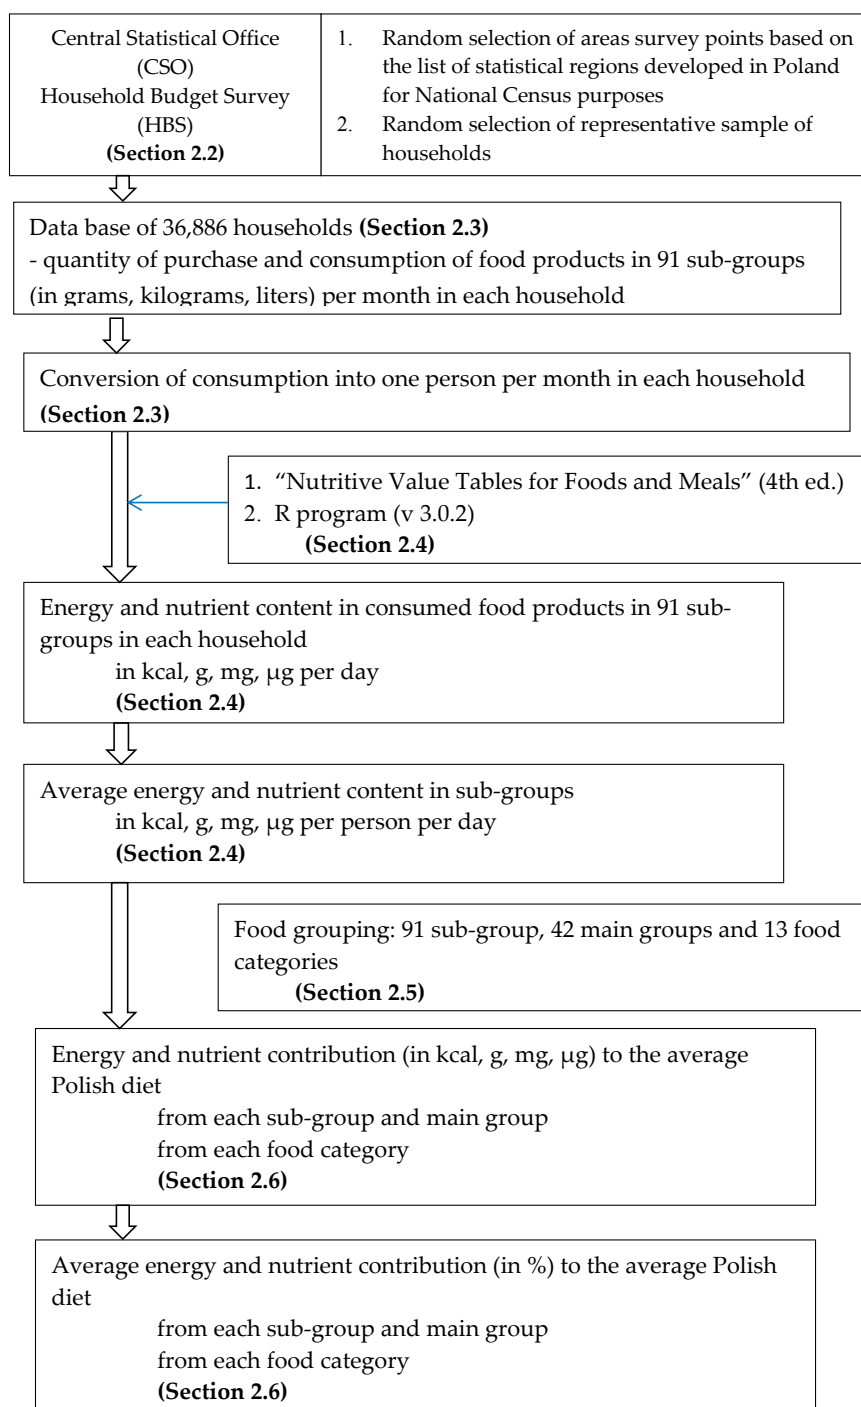 Central Statistical Office
(CSO)
Household Budget Survey
(HBS)
(Section 2.2)
1. Random selection of areas survey points based on
the list of statistical regions developed in Poland
for National Census purposes
2. Random selection of representative sample of
households
Data base of 36,886 households (Section 2.3)
- quantity of purchase and consumption of food products in 91 sub-groups
(in grams, kilograms, liters) per month in each household
Conversion of consumption into one person per month in each household
(Section 2.3)
1. “Nutritive Value Tables for Foods and Meals” (4th ed.)
2. R program (v 3.0.2)
(Section 2.4)
Energy and nutrient content in consumed food products in 91 sub-
groups in each household
in kcal, g, mg, µg per day
(Section 2.4)
Average energy and nutrient content in sub-groups
in kcal, g, mg, µg per person per day
(Section 2.4)
Food grouping: 91 sub-group, 42 main groups and 13 food
categories
(Section 2.5)
Energy and nutrient contribution (in kcal, g, mg, µg) to the average
Polish diet
from each sub-group and main group
from each food category
(Section 2.6)
Average energy and nutrient contribution (in %) to the average Polish
diet
from each sub-group and main group
from each food category
(Section 2.6)